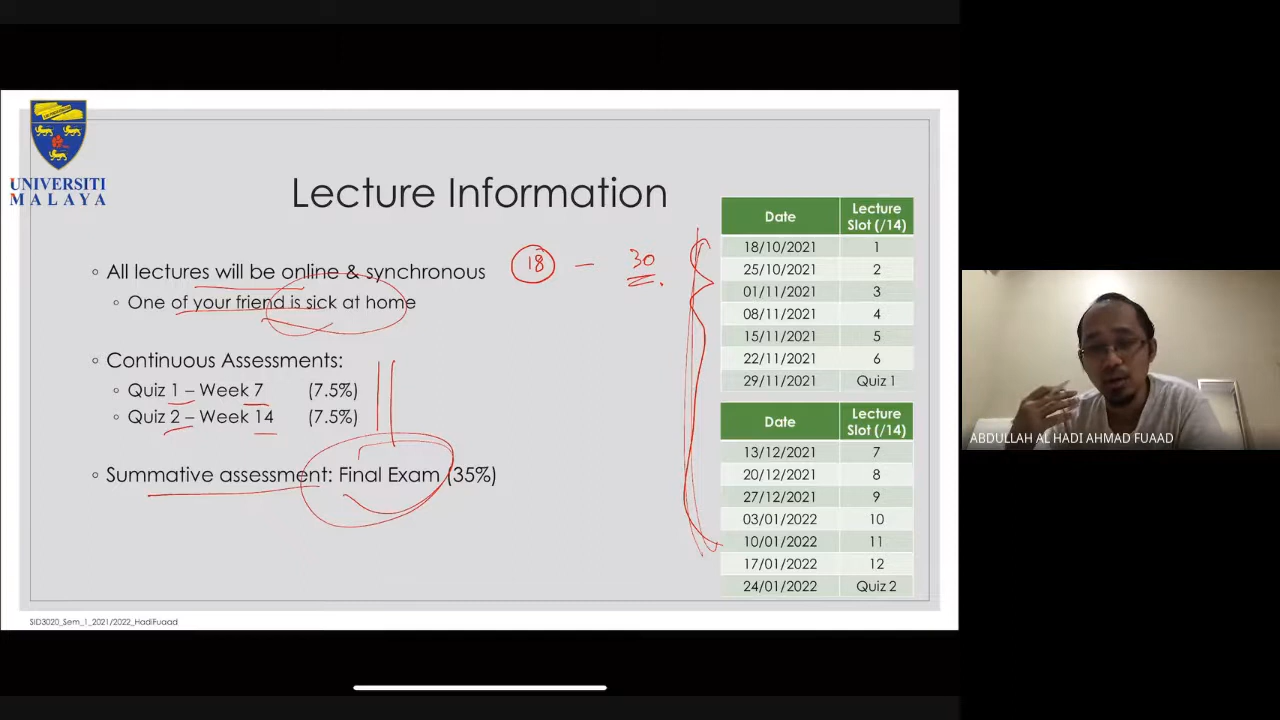 UNIVERSITI
MALAYA
Lecture Information
All lectures will be online & synchronous
One of your friend is sick at home
18 - 30
Continuous Assessments:
Quiz 1 – Week 7 (7.5%)
Quiz 2 – Week 14 (7.5%)
Summative assessment: Final Exam (35%)
Date Lecture Slot (/14)
18/10/2021 1
25/10/2021 2
01/11/2021 3
08/11/2021 4
15/11/2021 5
22/11/2021 6
29/11/2021 Quiz 1
Date Lecture Slot (/14)
13/12/2021 7
20/12/2021 8
27/12/2021 9
03/01/2022 10
10/01/2022 11
17/01/2022 12
24/01/2022 Quiz 2
SID3020_Sem_1_2021/2022_HadiFuaad
ABDULLAH AL HADI AHMAD FUAAD